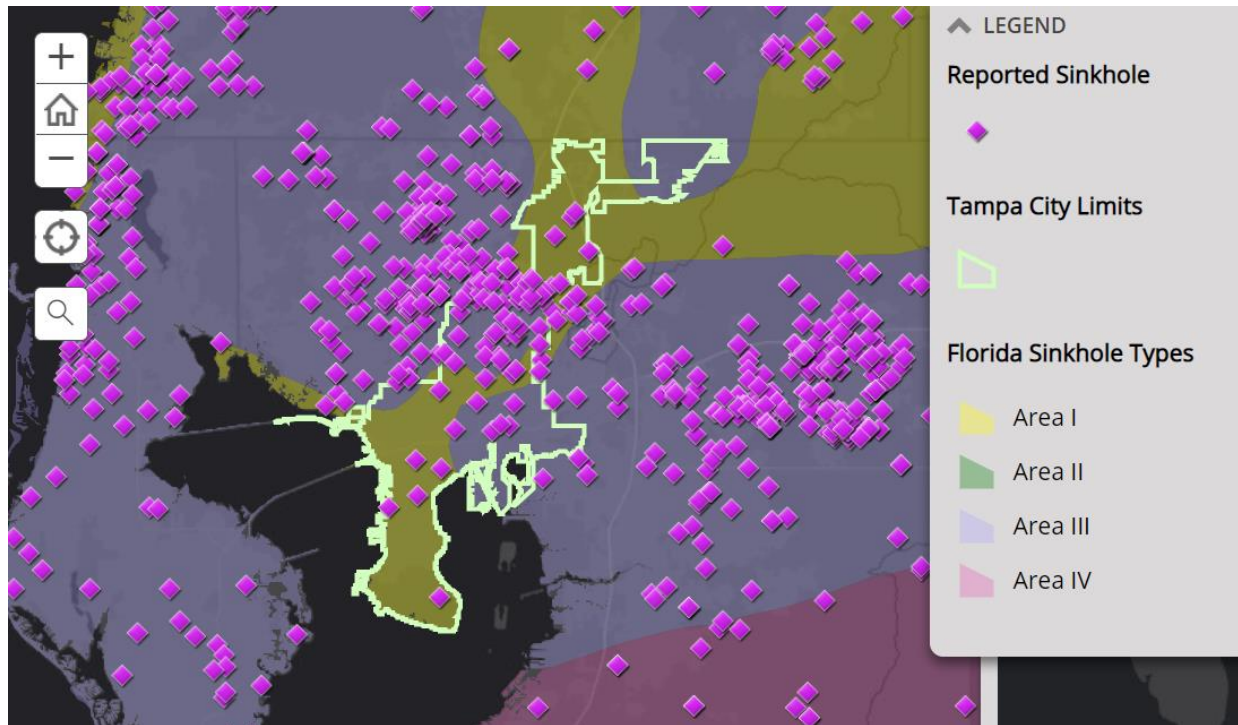 LEGEND
Reported Sinkhole
Tampa City Limits
Florida Sinkhole Types
Area I
Area II
Area III
Area IV